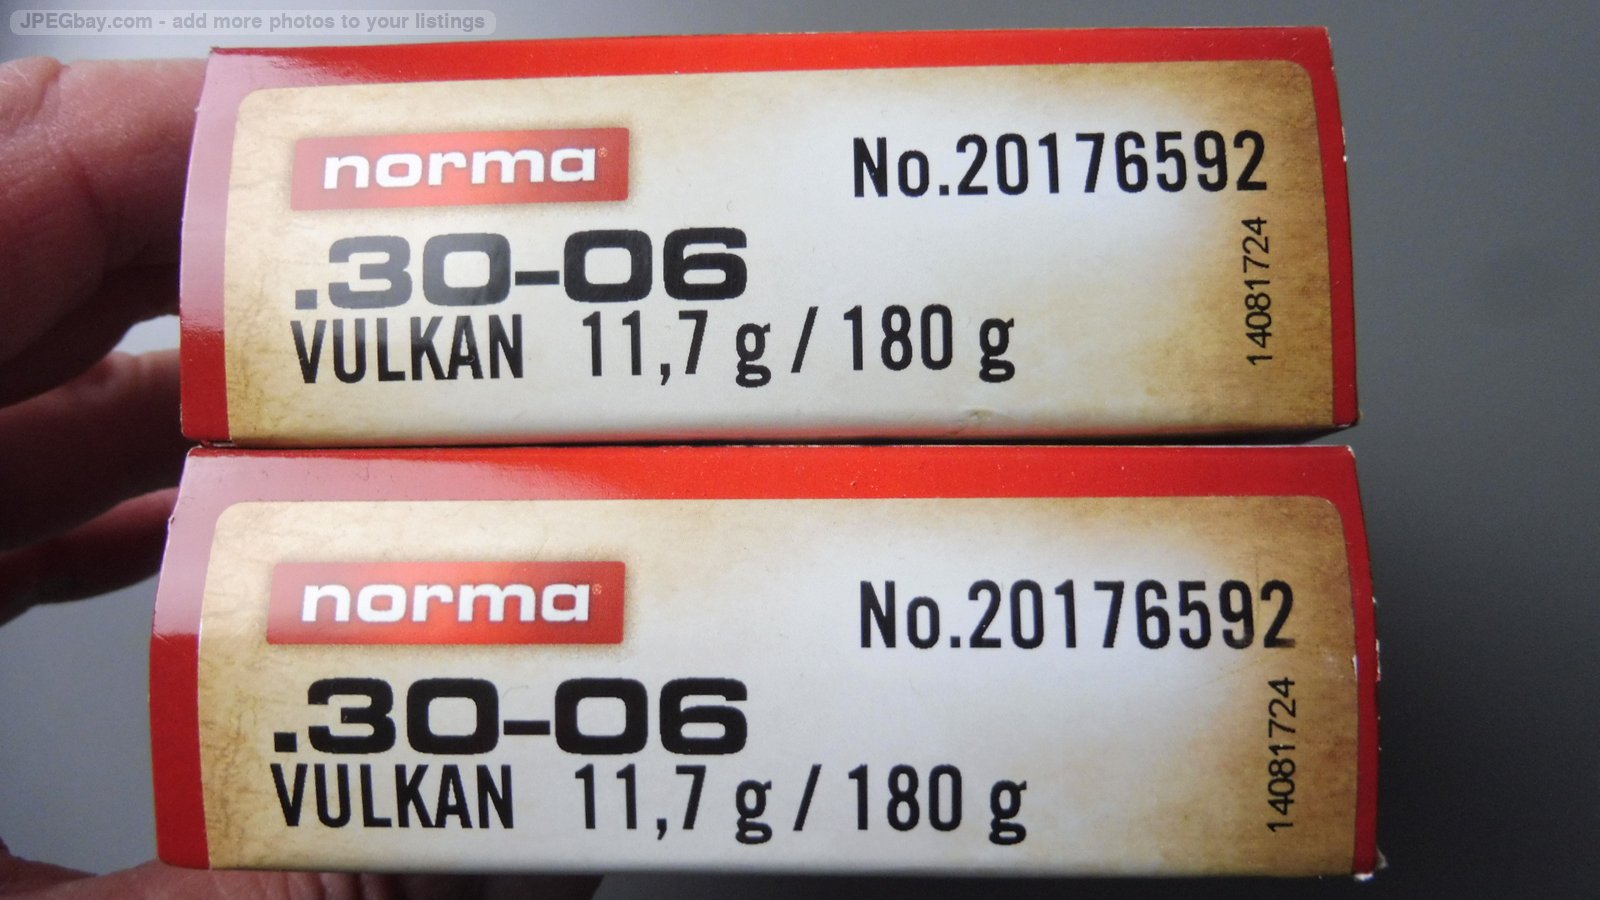 JPEGbay.com - add more photos to your listings
norma®
No.20176592
.30-06
VULKAN 11,7 g / 180 g
14081724
norma®
No.20176592
.30-06
VULKAN 11,7 g / 180 g
14081724